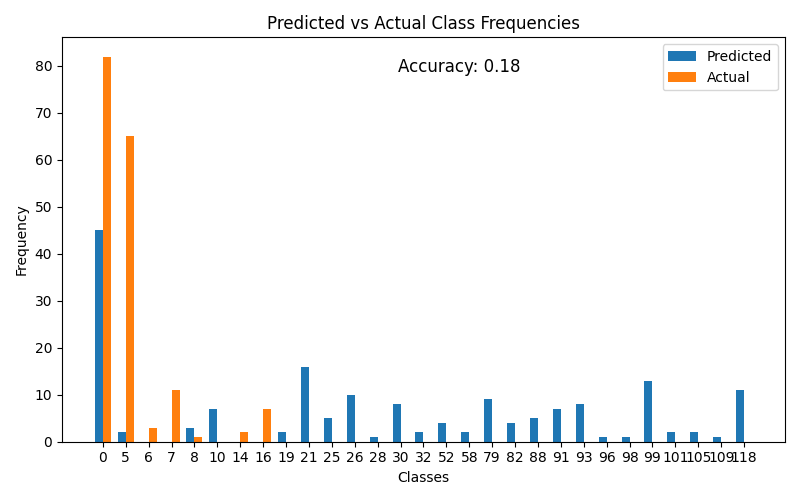 Predicted vs Actual Class Frequencies
Accuracy: 0.18
Predicted
Actual
Frequency
80
70
60
50
40
30
20
10
0
0 5 6 7 8 10 14 16 19 21 25 26 28 30 32 52 58 79 82 88 91 93 96 98 99 101 105 109 118
Classes